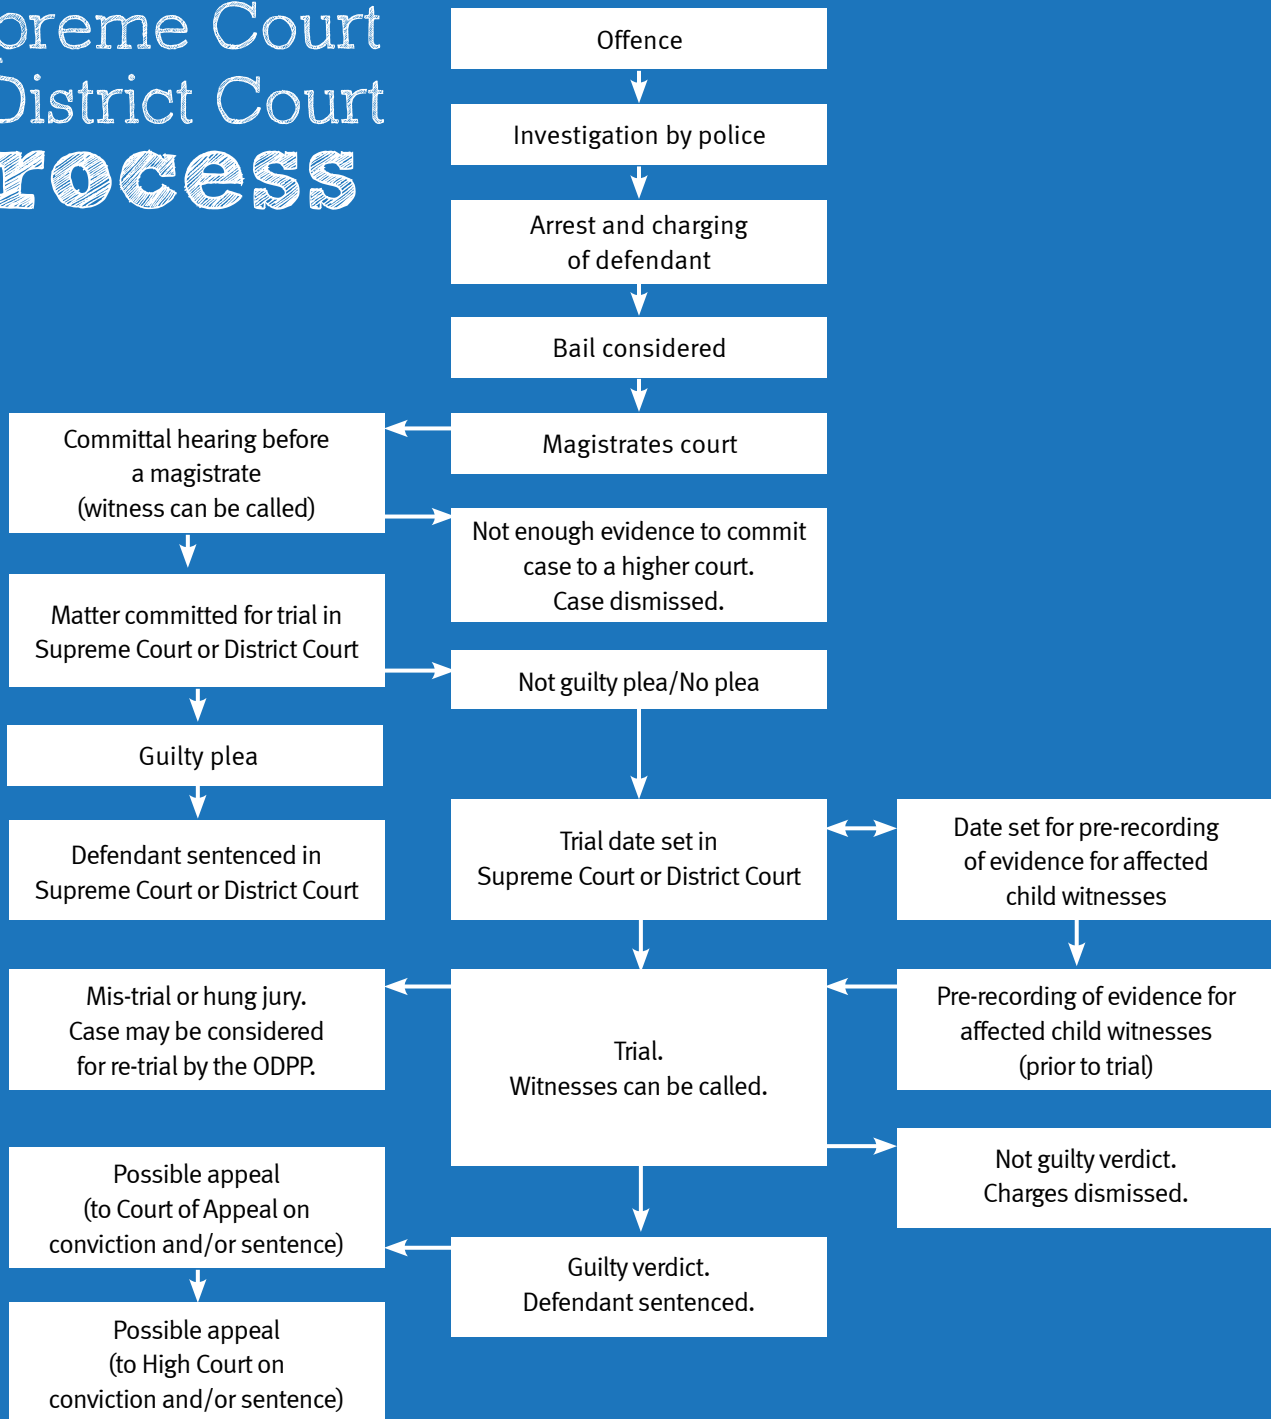 preme Court
District Court
rocess
Offence
Investigation by police
Arrest and charging
of defendant
Bail considered
Magistrates court
Committal hearing before
a magistrate
(witness can be called)
Not enough evidence to commit
case to a higher court.
Case dismissed.
Matter committed for trial in
Supreme Court or District Court
Not guilty plea/No plea
Guilty plea
Defendant sentenced in
Supreme Court or District Court
Trial date set in
Supreme Court or District Court
Date set for pre-recording
of evidence for affected
child witnesses
Mis-trial or hung jury.
Case may be considered
for re-trial by the ODPP.
Trial.
Witnesses can be called.
Pre-recording of evidence for
affected child witnesses
(prior to trial)
Not guilty verdict.
Charges dismissed.
Possible appeal
(to Court of Appeal on
conviction and/or sentence)
Guilty verdict.
Defendant sentenced.
Possible appeal
(to High Court on
conviction and/or sentence)